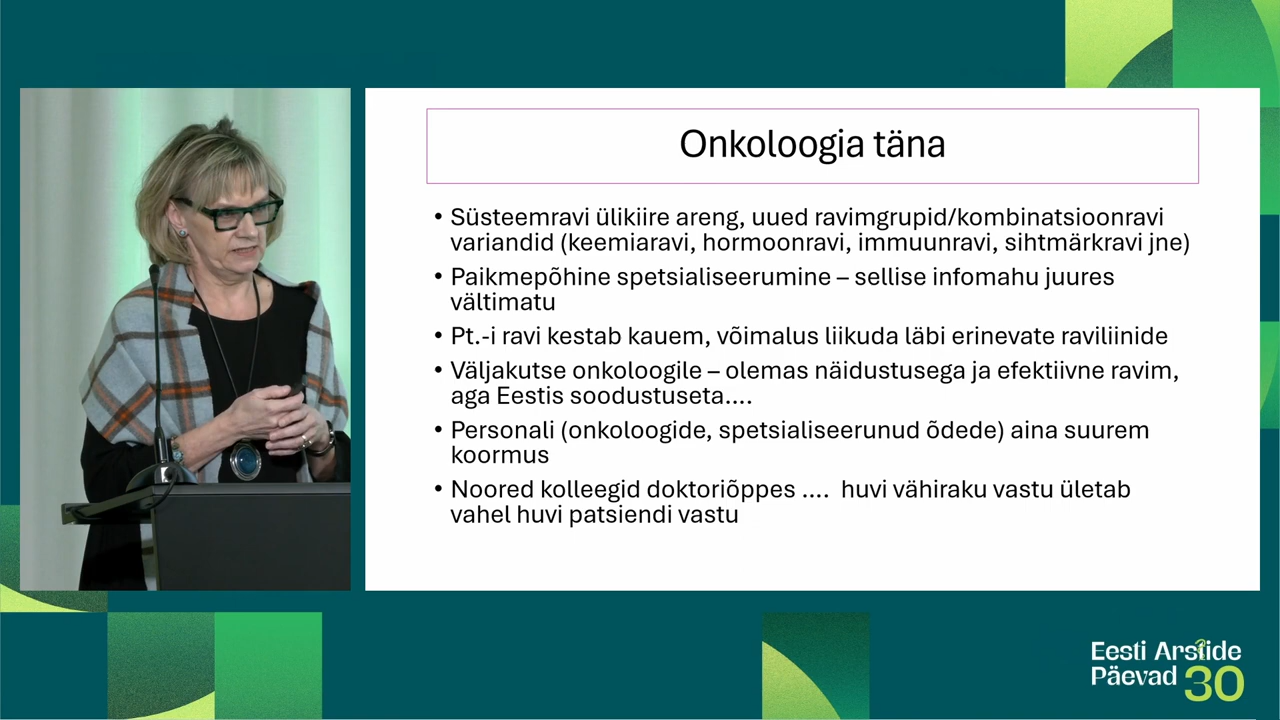 Onkoloogia täna
• Süsteemravi ülikiire areng, uued ravimgrupid/kombinatsioonravi
variandid (keemiaravi, hormoonravi, immuunravi, sihtmärkravi jne)
• Paikmepõhine spetsialiseerumine – sellise infomahu juures
vältimatu
• Pt.-i ravi kestab kauem, võimalus liikuda läbi erinevate raviliinide
• Väljakutse onkoloogile – olemas näidustusega ja efektiivne ravim,
aga Eestis soodustuseta....
• Personali (onkoloogide, spetsialiseerunud õdede) aina suurem
koormus
• Noored kolleegid doktoriõppes .... huvi vähiraku vastu ületab
vahel huvi patsiendi vastu
Eesti Arstide
Päevad 30